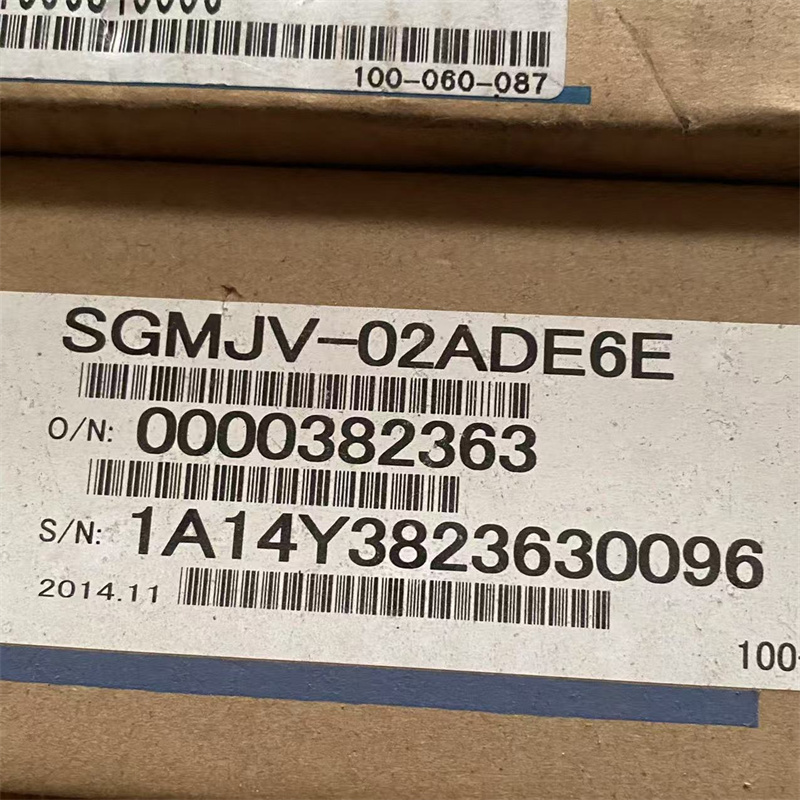 100-060-087
SGMJV-02ADE6E
O/N: 0000382363
S/N: 1A14Y3823630096
2014.11
100-